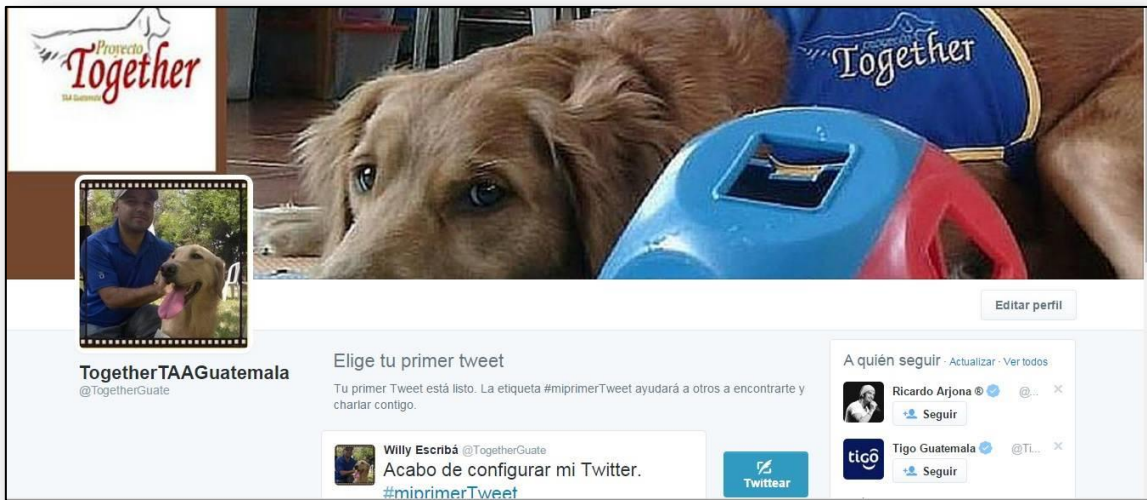 Proyecto
Together
TAA Guatemala
Together
Editar perfil
TogetherTAAGuatemala
@TogetherGuate
Elige tu primer tweet
Tu primer Tweet está listo. La etiqueta #miprimerTweet ayudará a otros a encontrarte y
charlar contigo.
Willy Escribá @TogetherGuate
Acabo de configurar mi Twitter.
#miprimerTweet
Twittear
A quién seguir · Actualizar · Ver todos
Ricardo Arjona ® @...
Seguir
tigo
Tigo Guatemala @Ti...
Seguir